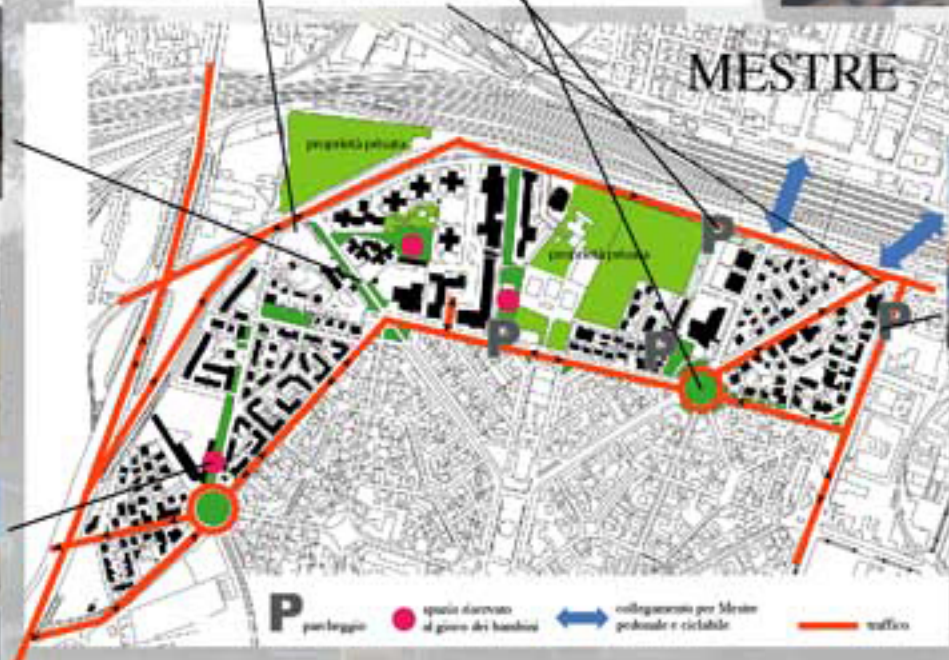 MESTRE
proprietà privata
proprietà privata
P
P
P
P
P
parcheggio
spazio riservato
al gioco dei bambini
collegamento per Mestre
pedonale e ciclabile
traffico